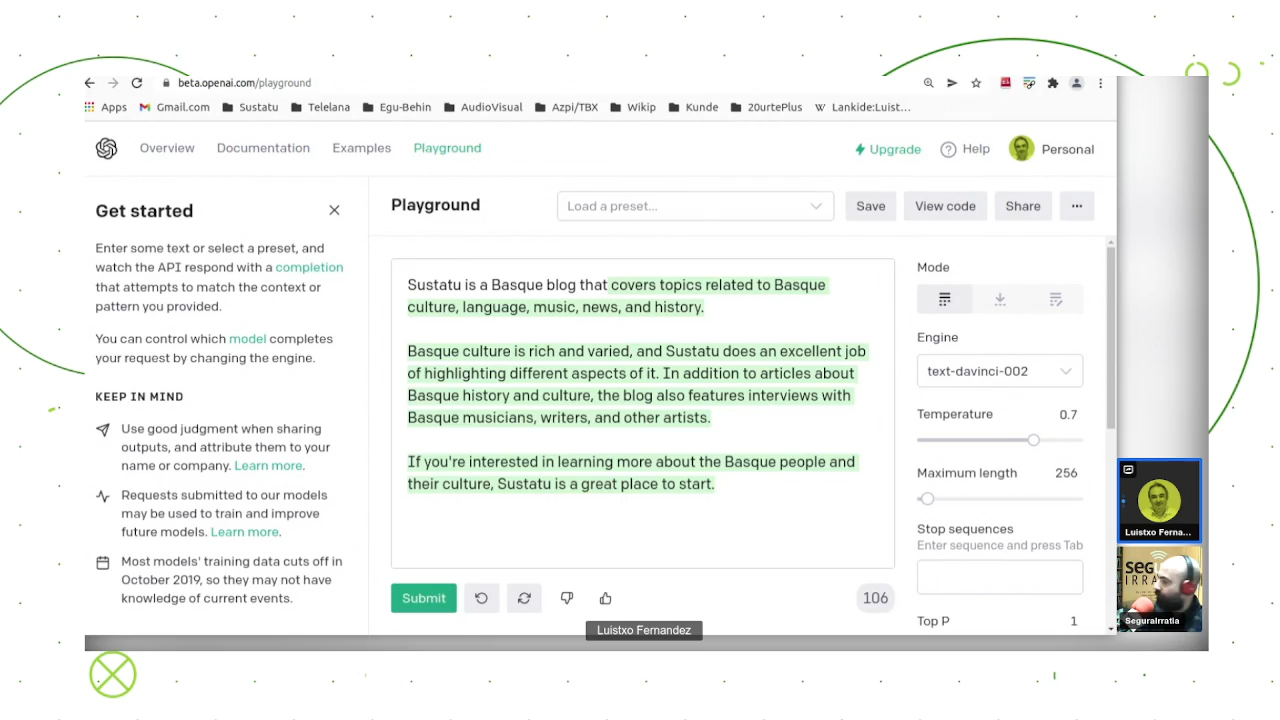 beta.openai.com/playground
Apps Gmail.com Sustatu Telelana Egu-Behin AudioVisual Azpi/TBX Wikip Kunde 20urtePlus W Lankide:Luist...
Overview Documentation Examples Playground Upgrade Help Personal
Get started
Enter some text or select a preset, and
watch the API respond with a completion
that attempts to match the context or
pattern you provided.
You can control which model completes
your request by changing the engine.
KEEP IN MIND
Use good judgment when sharing
outputs, and attribute them to your
name or company. Learn more.
Requests submitted to our models
may be used to train and improve
future models. Learn more.
Most models' training data cuts off in
October 2019, so they may not have
knowledge of current events.
Playground
Load a preset...
Save
View code
Share
Sustatu is a Basque blog that covers topics related to Basque
culture, language, music, news, and history.
Basque culture is rich and varied, and Sustatu does an excellent job
of highlighting different aspects of it. In addition to articles about
Basque history and culture, the blog also features interviews with
Basque musicians, writers, and other artists.
If you're interested in learning more about the Basque people and
their culture, Sustatu is a great place to start.
Submit
106
Mode
Engine
text-davinci-002
Temperature 0.7
Maximum length 256
Stop sequences
Enter sequence and press Tab
Top P 1
Luistxo Fernandez
Luistxo Ferna...
SEG
IRRA
SeguraIrratia